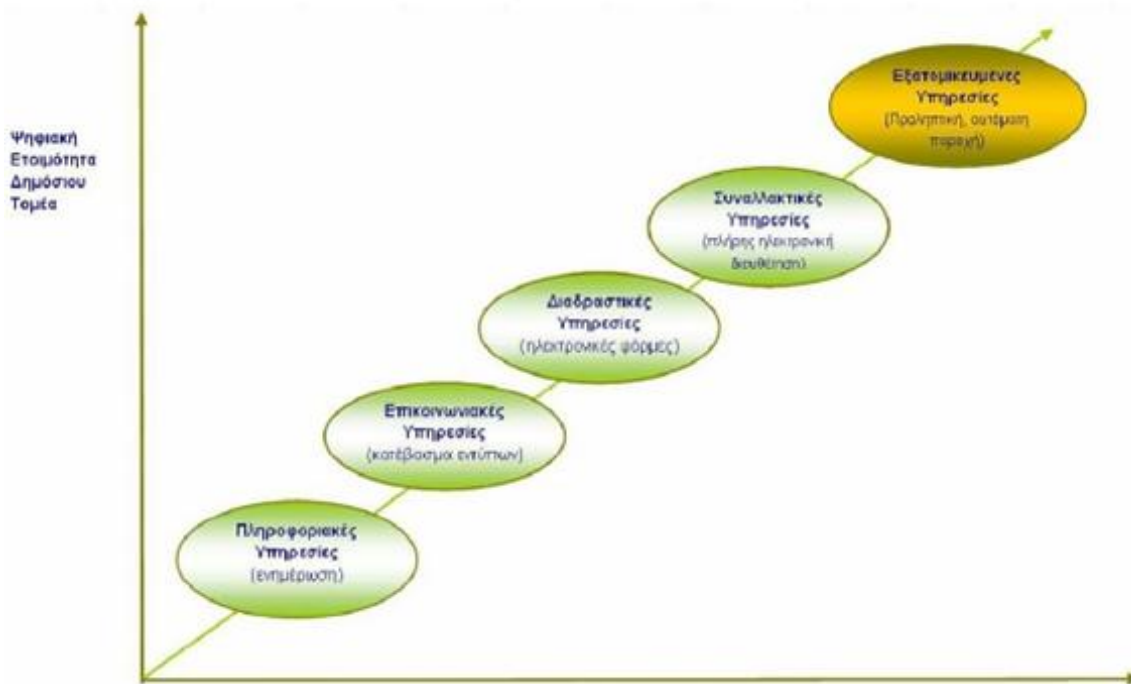 Ψηφιακή
Ετοιμότητα
Δημόσιου
Τομέα
Εξατομικευμένες
Υπηρεσίες
(Προληπτική, αυτόματη
παροχή)
Συναλλακτικές
Υπηρεσίες
(πλήρης ηλεκτρονική
διευθέτηση)
Διαδραστικές
Υπηρεσίες
(ηλεκτρονικές φόρμες)
Επικοινωνιακές
Υπηρεσίες
(κατέβασμα εντύπων)
Πληροφοριακές
Υπηρεσίες
(ενημέρωση)